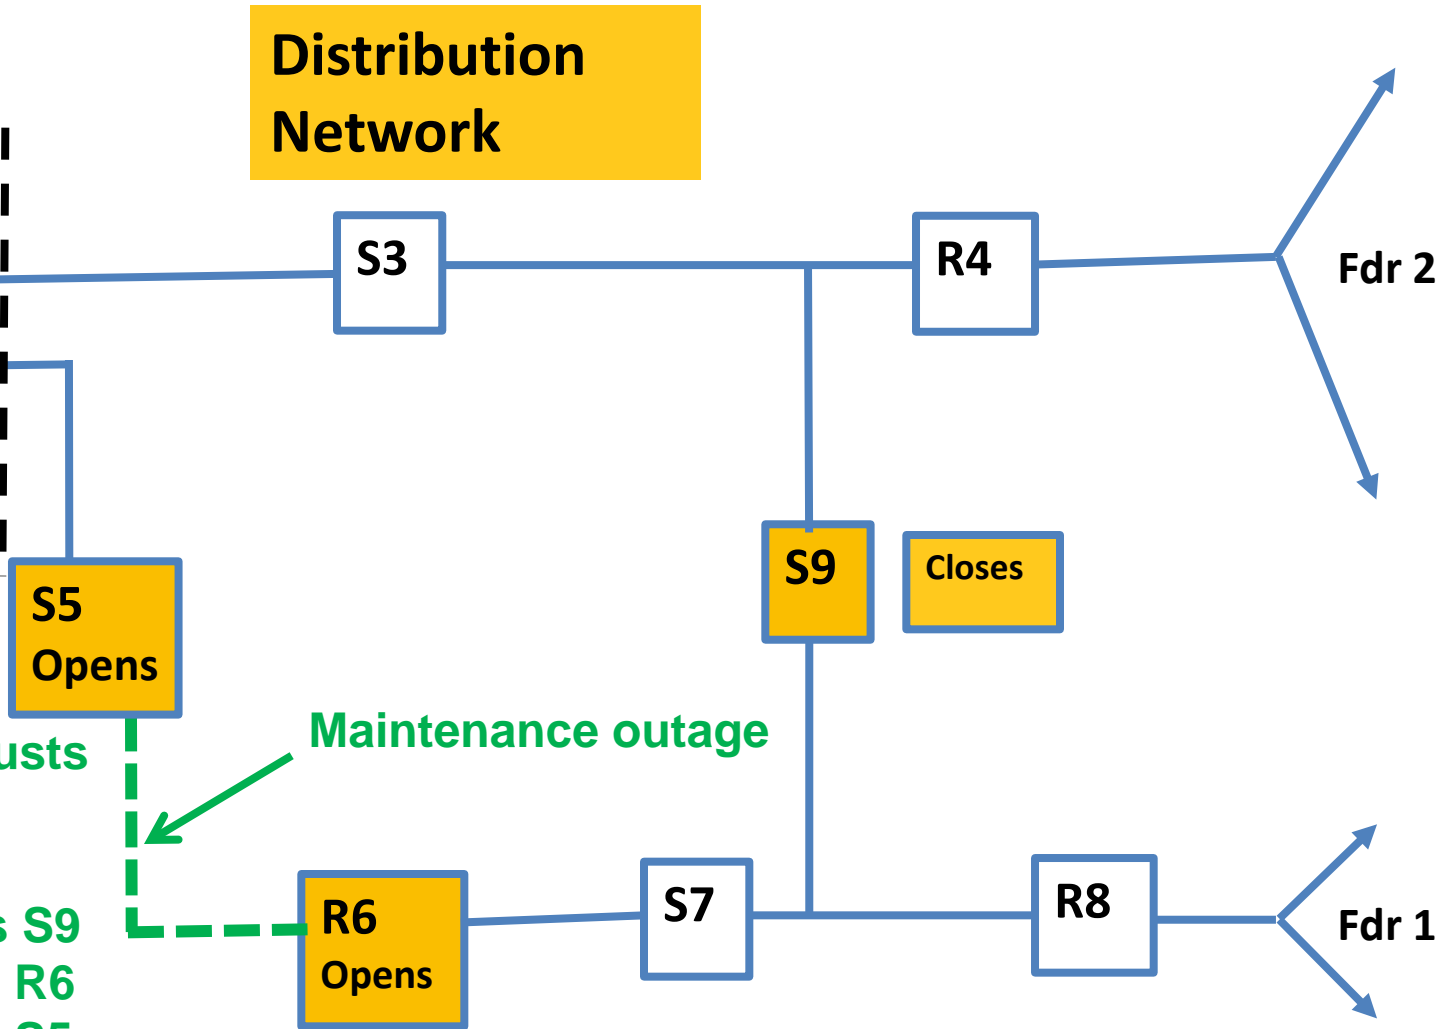 Distribution
Network
S3
R4
Fdr 2
S9
Closes
S5
Opens
Maintenance outage
usts
S7
R8
R6
Opens
Fdr 1
s S9
R6